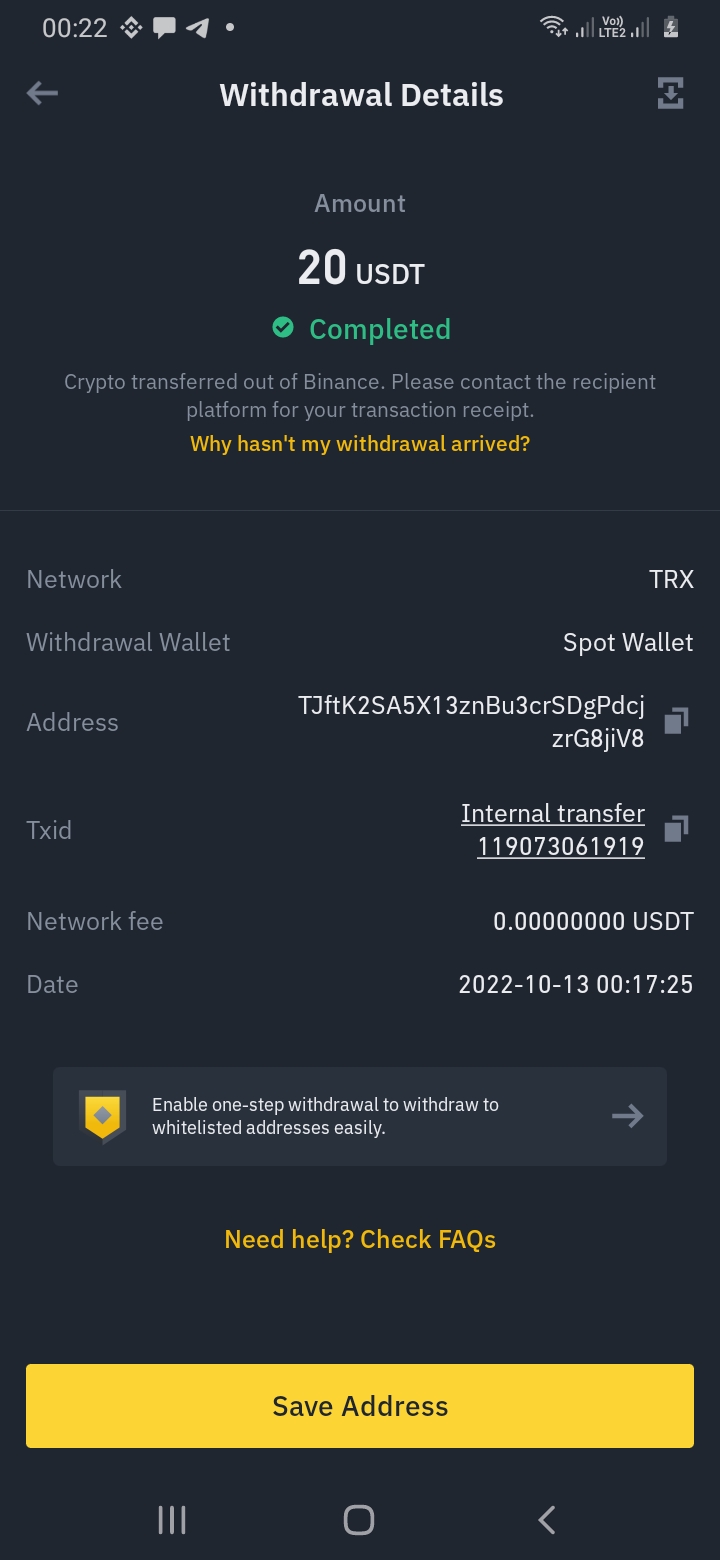 00:22
Vo))
LTE2
Withdrawal Details
Amount
20 USDT
Completed
Crypto transferred out of Binance. Please contact the recipient
platform for your transaction receipt.
Why hasn't my withdrawal arrived?
Network TRX
Withdrawal Wallet Spot Wallet
Address TJftK2SA5X13znBu3crSDgPdcj
zrG8jiV8
Txid Internal transfer
119073061919
Network fee 0.00000000 USDT
Date 2022-10-13 00:17:25
Enable one-step withdrawal to withdraw to
whitelisted addresses easily.
Need help? Check FAQs
Save Address